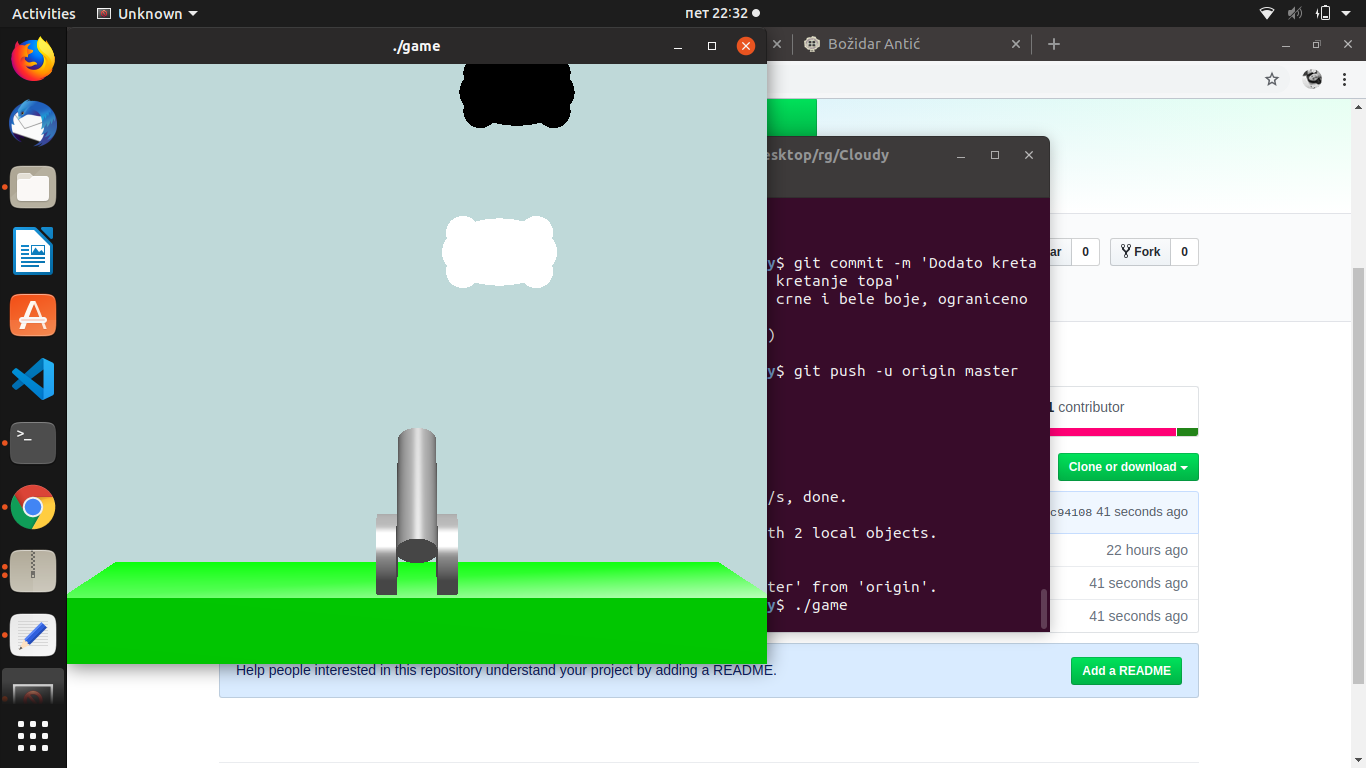 Activities
Unknown
пет 22:32
./game
Božidar Antić
esktop/rg/Cloudy
ar 0
Fork 0
y$ git commit -m 'Dodato kreta
kretanje topa'
crne i bele boje, ograniceno
)
y$ git push -u origin master
1 contributor
Clone or download
/s, done.
c94108 41 seconds ago
th 2 local objects.
22 hours ago
41 seconds ago
ter' from 'origin'.
y$ ./game
41 seconds ago
Help people interested in this repository understand your project by adding a README.
Add a README